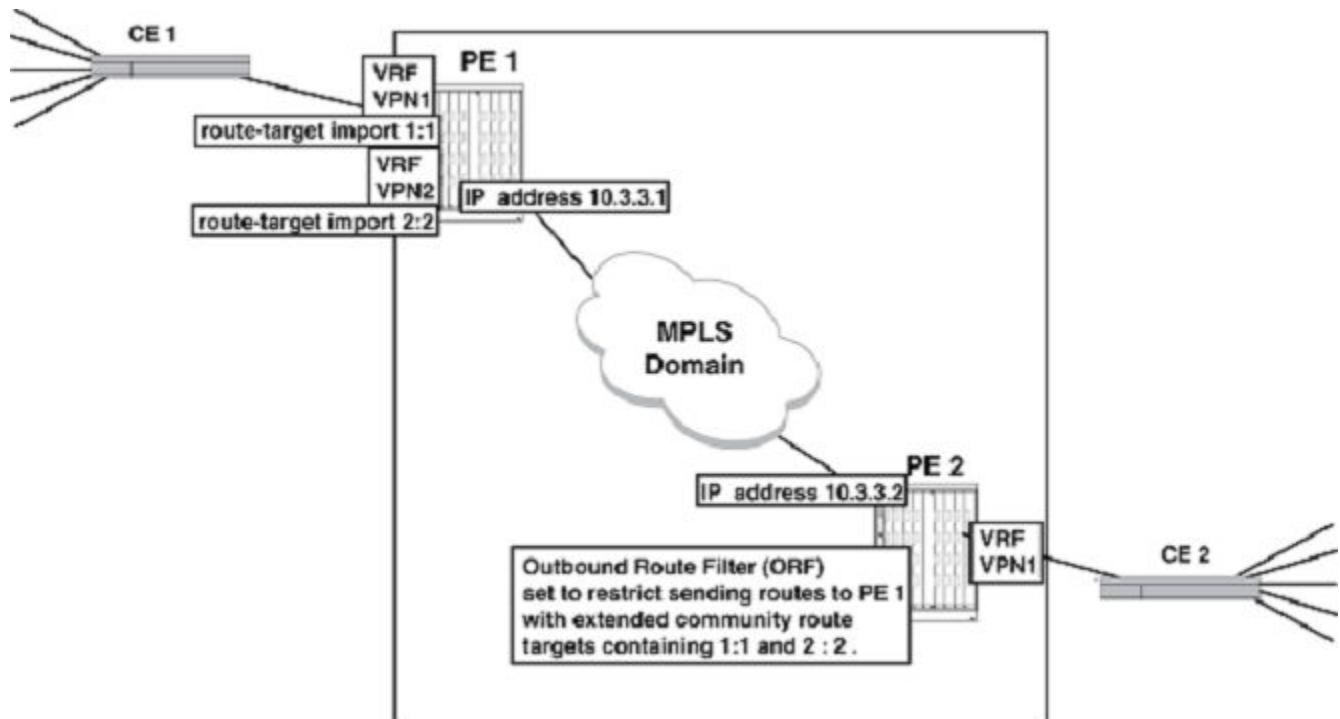 CE 1
PE 1
VRF
VPN1
route-target import 1:1
VRF
VPN2
route-target import 2:2
IP address 10.3.3.1
MPLS
Domain
PE 2
IP address 10.3.3.2
VRF
VPN1
CE 2
Outbound Route Filter (ORF)
set to restrict sending routes to PE 1
with extended community route
targets containing 1:1 and 2 : 2 .